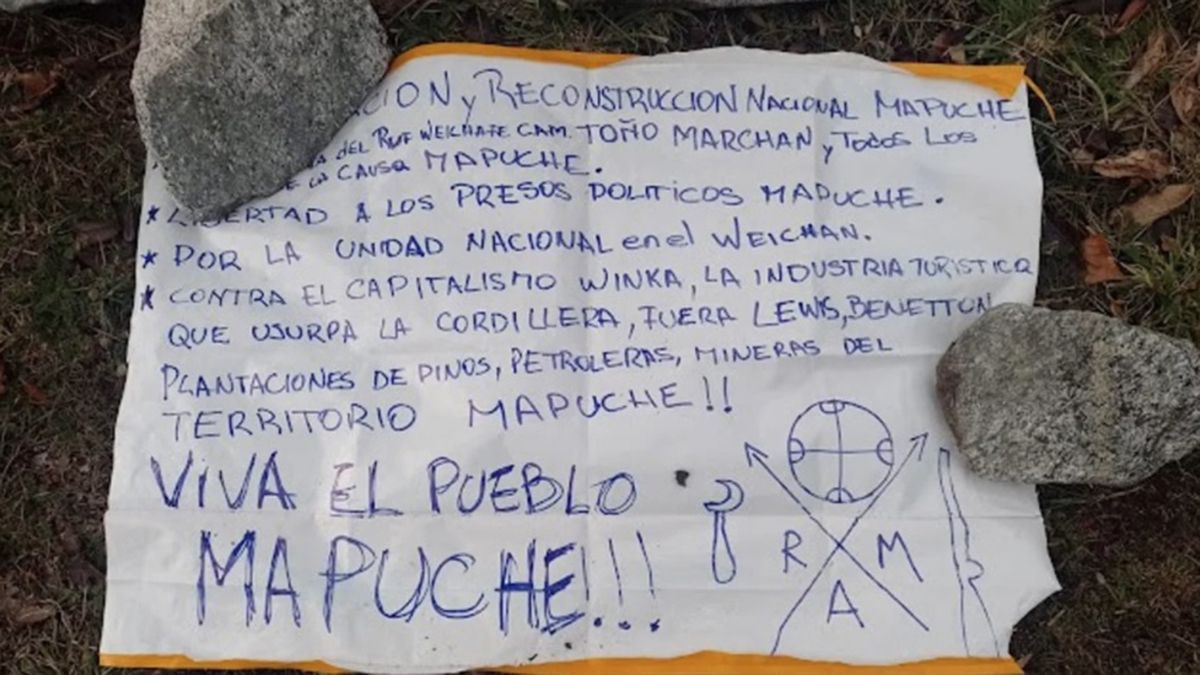 Y RECONSTRUCCION NACIONAL MAPUCHE
DEL WEICHAFE CAM. TOÑO MARCHAN y TODOS LOS
LA CAUSA MAPUCHE.
* LIBERTAD A LOS PRESOS POLITICOS MAPUCHE.
* POR LA UNIDAD NACIONAL en el WEICHAN.
* CONTRA EL CAPITALISMO WINKA, LA INDUSTRIA TURISTICA
QUE USURPA LA CORDILLERA, FUERA LEWIS, BENETTON
PLANTACIONES DE PINOS, PETROLERAS, MINERAS DEL
TERRITORIO MAPUCHE!!
VIVA EL PUEBLO
MAPUCHE!!!
R M
A